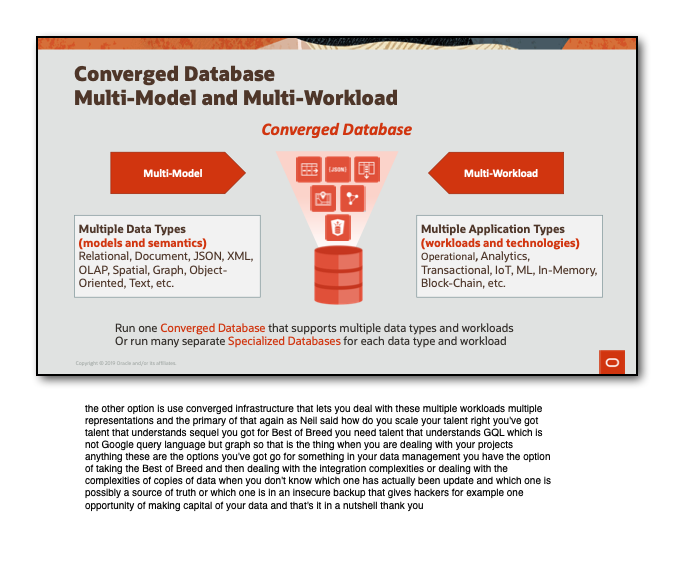 Converged Database
Multi-Model and Multi-Workload
Converged Database
Multi-Model
{JSON}
Multi-Workload
Multiple Data Types
(models and semantics)
Relational, Document, JSON, XML,
OLAP, Spatial, Graph, Object-
Oriented, Text, etc.
Multiple Application Types
(workloads and technologies)
Operational, Analytics,
Transactional, IoT, ML, In-Memory,
Block-Chain, etc.
Run one Converged Database that supports multiple data types and workloads
Or run many separate Specialized Databases for each data type and workload
Copyright © 2019 Oracle and/or its affiliates.
the other option is use converged infrastructure that lets you deal with these multiple workloads multiple
representations and the primary of that again as Neil said how do you scale your talent right you've got
talent that understands sequel you got for Best of Breed you need talent that understands GQL which is
not Google query language but graph so that is the thing when you are dealing with your projects
anything these are the options you've got go for something in your data management you have the option
of taking the Best of Breed and then dealing with the integration complexities or dealing with the
complexities of copies of data when you don't know which one has actually been update and which one is
possibly a source of truth or which one is in an insecure backup that gives hackers for example one
opportunity of making capital of your data and that's it in a nutshell thank you